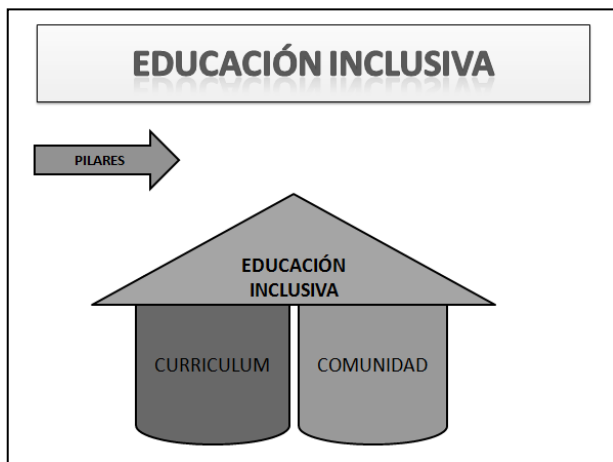 EDUCACIÓN INCLUSIVA
PILARES
EDUCACIÓN
INCLUSIVA
CURRICULUM
COMUNIDAD